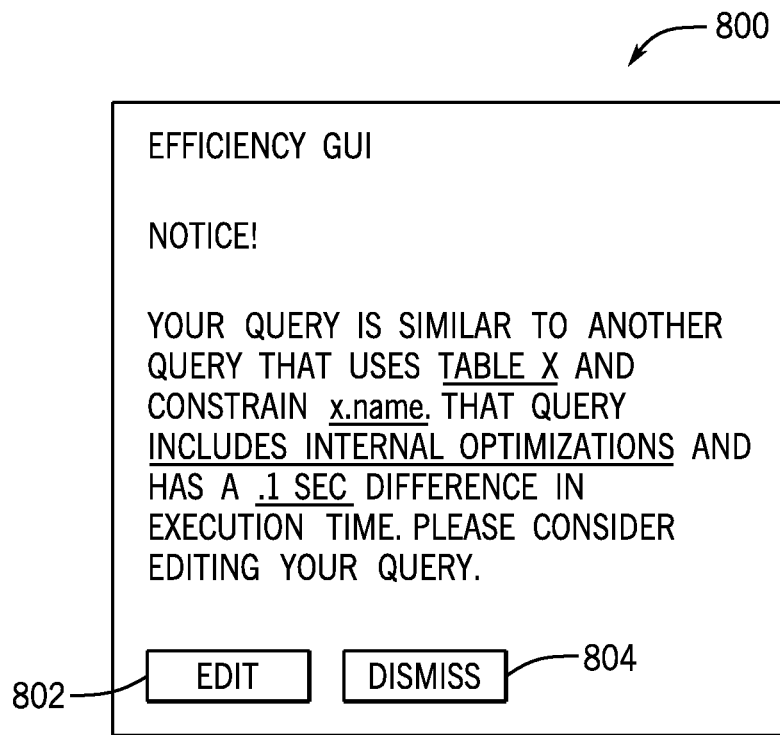 800
EFFICIENCY GUI
NOTICE!
YOUR QUERY IS SIMILAR TO ANOTHER
QUERY THAT USES TABLE X AND
CONSTRAIN x.name. THAT QUERY
INCLUDES INTERNAL OPTIMIZATIONS AND
HAS A .1 SEC DIFFERENCE IN
EXECUTION TIME. PLEASE CONSIDER
EDITING YOUR QUERY.
802 EDIT DISMISS 804